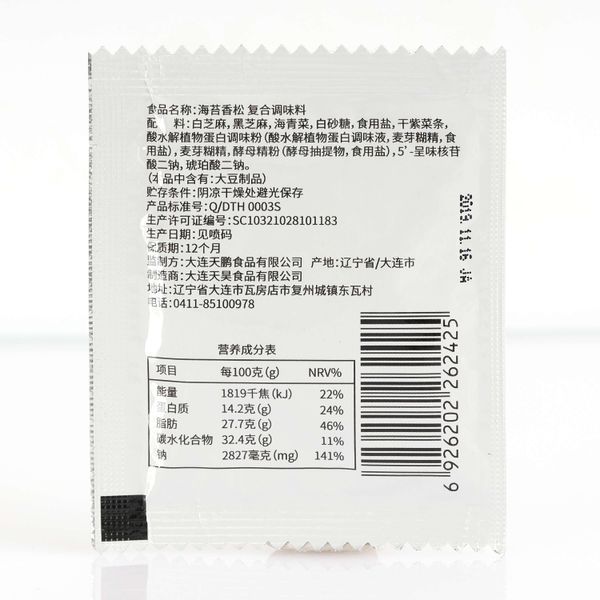 食品名称:海苔香松 复合调味料
配 料:白芝麻,黑芝麻,海青菜,白砂糖,食用盐,干紫菜条,
酸水解植物蛋白调味粉(酸水解植物蛋白调味液,麦芽糊精,食
用盐),麦芽糊精,酵母精粉(酵母抽提物,食用盐),5'-呈味核苷
酸二钠,琥珀酸二钠。
(本品中含有:大豆制品)
贮存条件:阴凉干燥处避光保存
产品标准号:Q/DTH 0003S
生产许可证编号:SC10321028101183
生产日期:见喷码
保质期:12个月
监制方:大连天鹏食品有限公司 产地:辽宁省/大连市
制造商:大连天昊食品有限公司
地址:辽宁省大连市瓦房店市复州城镇东瓦村
电话:0411-85100978
2019.11.16 JA
营养成分表
项目 每100克(g) NRV%
能量 1819千焦(kJ) 22%
蛋白质 14.2克(g) 24%
脂肪 27.7克(g) 46%
碳水化合物 32.4克(g) 11%
钠 2827毫克(mg) 141%
6 926202 262425